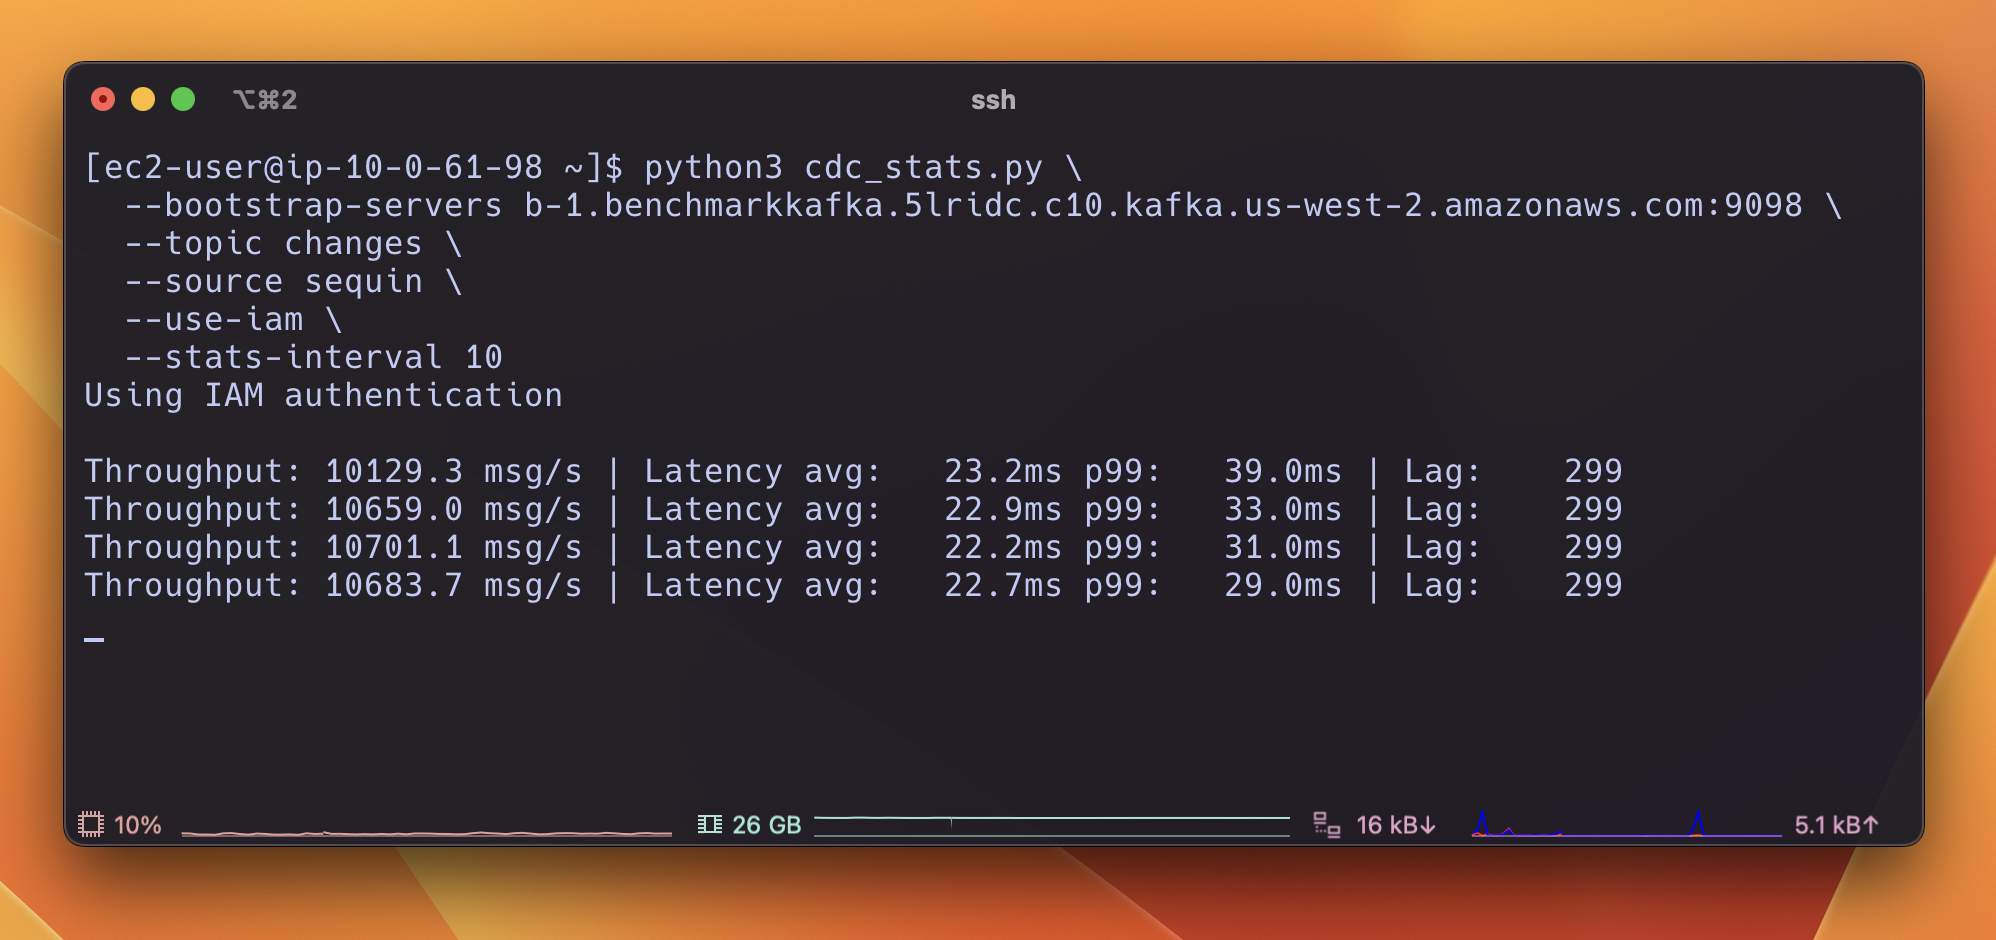 ⌥⌘2
ssh
[ec2-user@ip-10-0-61-98 ~]$ python3 cdc_stats.py \
  --bootstrap-servers b-1.benchmarkkafka.5lridc.c10.kafka.us-west-2.amazonaws.com:9098 \
  --topic changes \
  --source sequin \
  --use-iam \
  --stats-interval 10
Using IAM authentication
Throughput: 10129.3 msg/s | Latency avg:   23.2ms p99:   39.0ms | Lag:    299
Throughput: 10659.0 msg/s | Latency avg:   22.9ms p99:   33.0ms | Lag:    299
Throughput: 10701.1 msg/s | Latency avg:   22.2ms p99:   31.0ms | Lag:    299
Throughput: 10683.7 msg/s | Latency avg:   22.7ms p99:   29.0ms | Lag:    299
10% 26 GB 16 kB↓ 5.1 kB↑